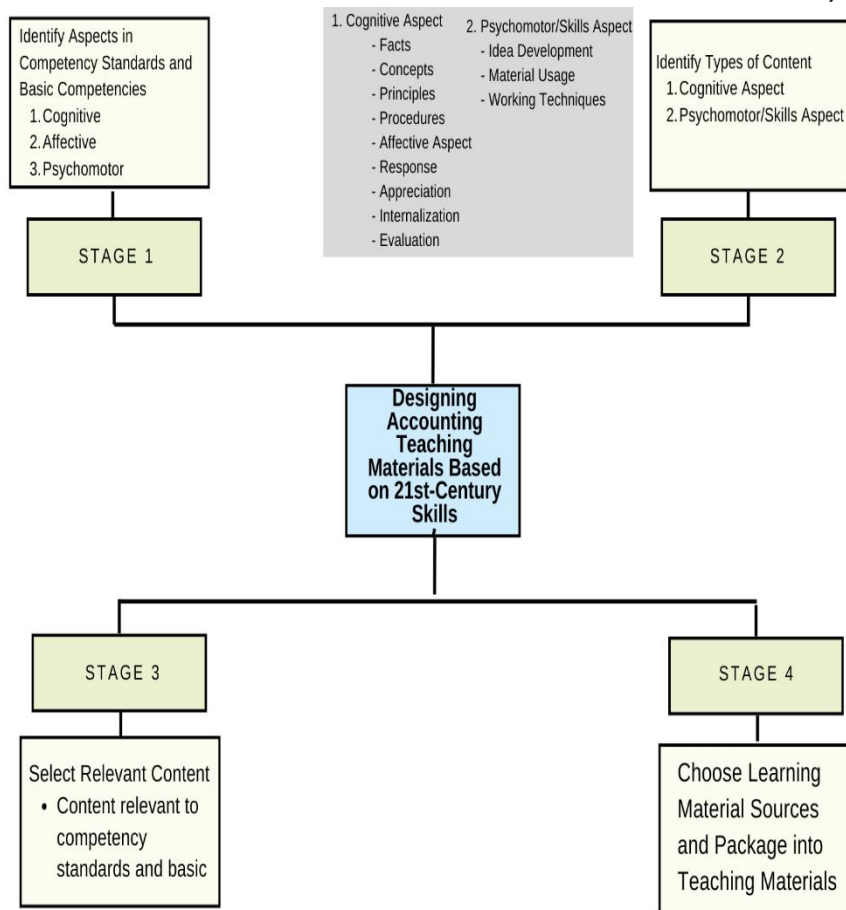 Identify Aspects in
Competency Standards and
Basic Competencies
1. Cognitive
2. Affective
3. Psychomotor
STAGE 1
1. Cognitive Aspect
- Facts
- Concepts
- Principles
- Procedures
- Affective Aspect
- Response
- Appreciation
- Internalization
- Evaluation
2. Psychomotor/Skills Aspect
- Idea Development
- Material Usage
- Working Techniques
Identify Types of Content
1. Cognitive Aspect
2. Psychomotor/Skills Aspect
STAGE 2
Designing
Accounting
Teaching
Materials Based
on 21st-Century
Skills
STAGE 3
Select Relevant Content
• Content relevant to
competency
standards and basic
STAGE 4
Choose Learning
Material Sources
and Package into
Teaching Materials